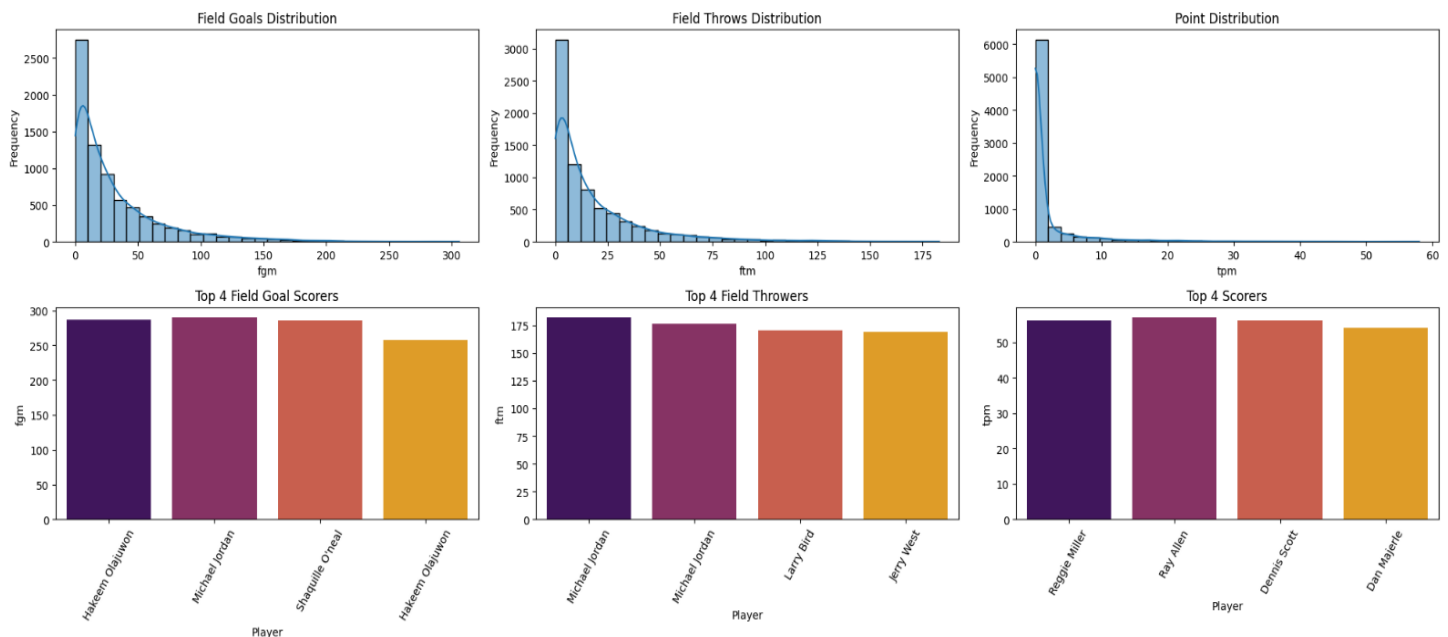 Field Goals Distribution
Frequency
2500
2000
1500
1000
500
0
0 50 100 150 200 250 300
fgm
Field Throws Distribution
Frequency
3000
2500
2000
1500
1000
500
0
0 25 50 75 100 125 150 175
ftm
Point Distribution
Frequency
6000
5000
4000
3000
2000
1000
0
0 10 20 30 40 50 60
tpm
Top 4 Field Goal Scorers
fgm
300
250
200
150
100
50
0
Hakeem Olajuwon
Michael Jordan
Shaquille O'neal
Hakeem Olajuwon
Player
Top 4 Field Throwers
ftm
175
150
125
100
75
50
25
0
Michael Jordan
Michael Jordan
Larry Bird
Jerry West
Player
Top 4 Scorers
tpm
50
40
30
20
10
0
Reggie Miller
Ray Allen
Dennis Scott
Dan Majerle
Player